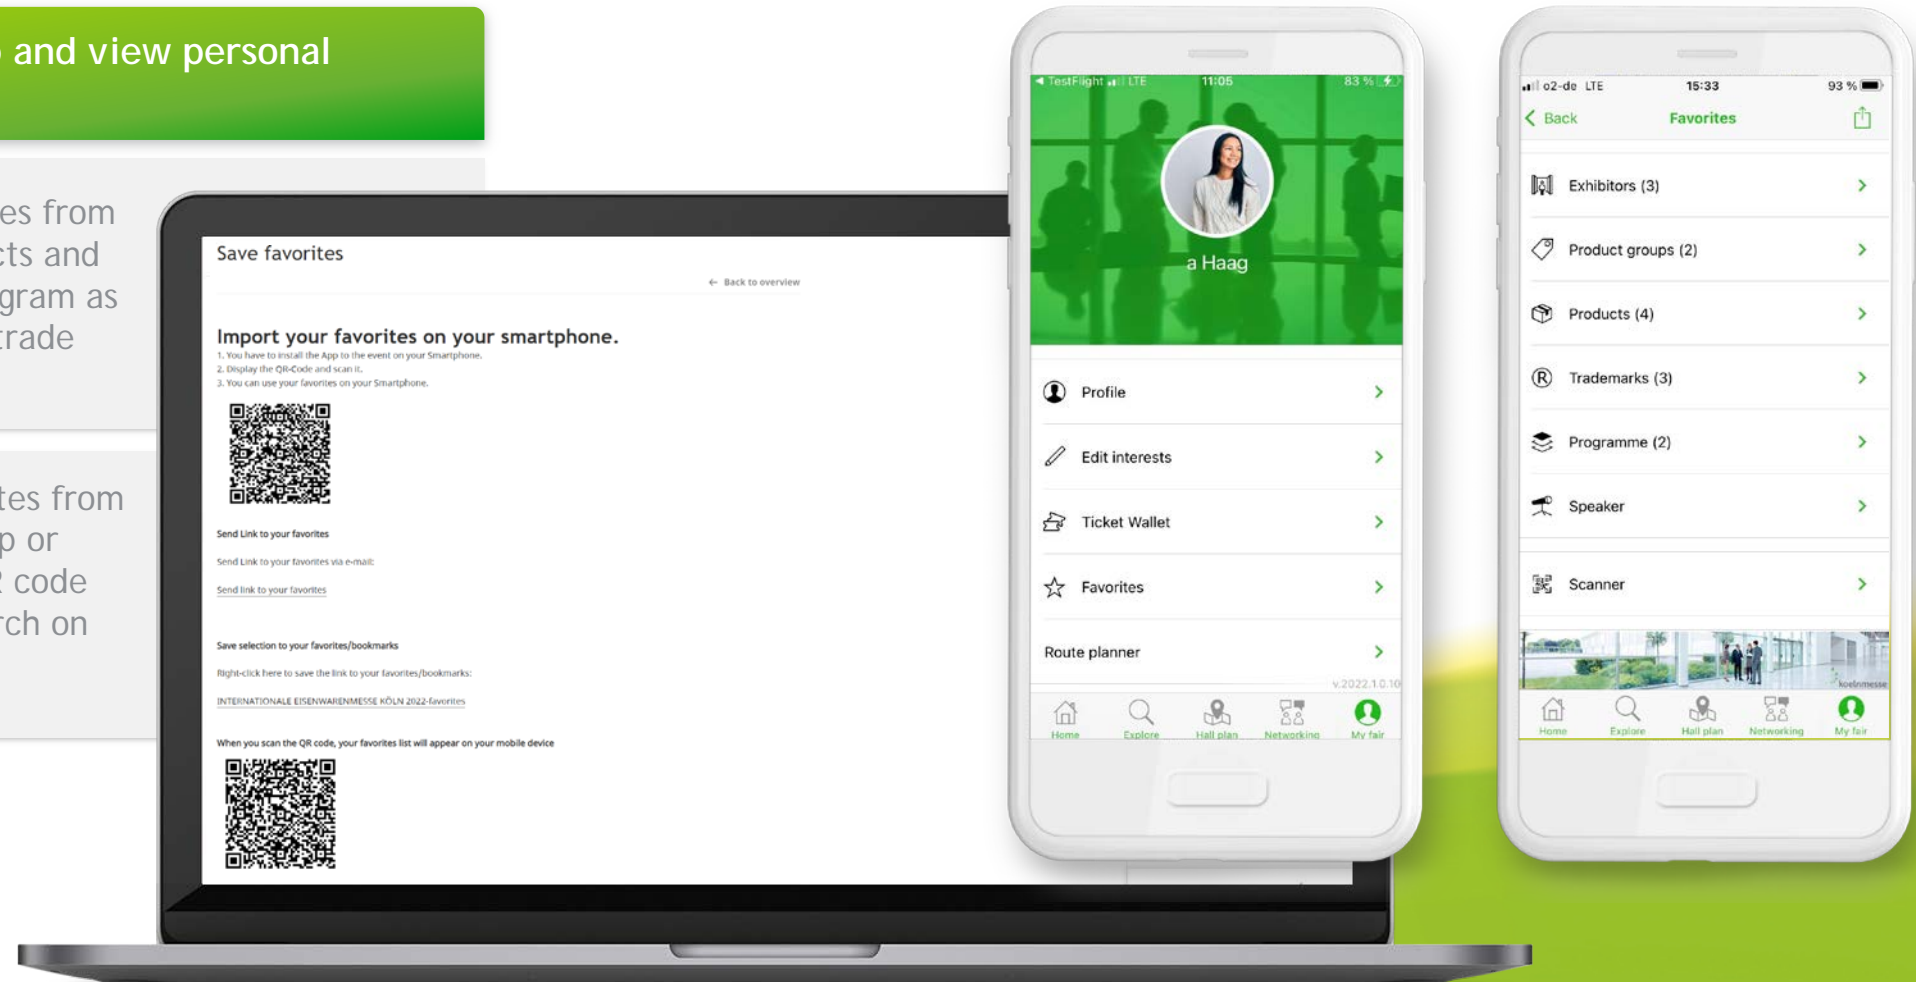 and view personal
es from
cts and
gram as
trade
tes from
p or
R code
rch on
Save favorites
← Back to overview
Import your favorites on your smartphone.
1. You have to install the App to the event on your Smartphone.
2. Display the QR-Code and scan it.
3. You can use your favorites on your Smartphone.
Send Link to your favorites
Send Link to your favorites via e-mail:
Send link to your favorites
Save selection to your favorites/bookmarks
Right-click here to save the link to your favorites/bookmarks:
INTERNATIONALE EISENWARENMESSE KÖLN 2022-favorites
When you scan the QR code, your favorites list will appear on your mobile device
TestFlight LTE 11:05 83 %
a Haag
Profile
Edit interests
Ticket Wallet
Favorites
Route planner
v.2022.1.0.10
Home Explore Hall plan Networking My fair
o2-de LTE 15:33 93 %
Back Favorites
Exhibitors (3)
Product groups (2)
Products (4)
Trademarks (3)
Programme (2)
Speaker
Scanner
koelnmesse
Home Explore Hall plan Networking My fair